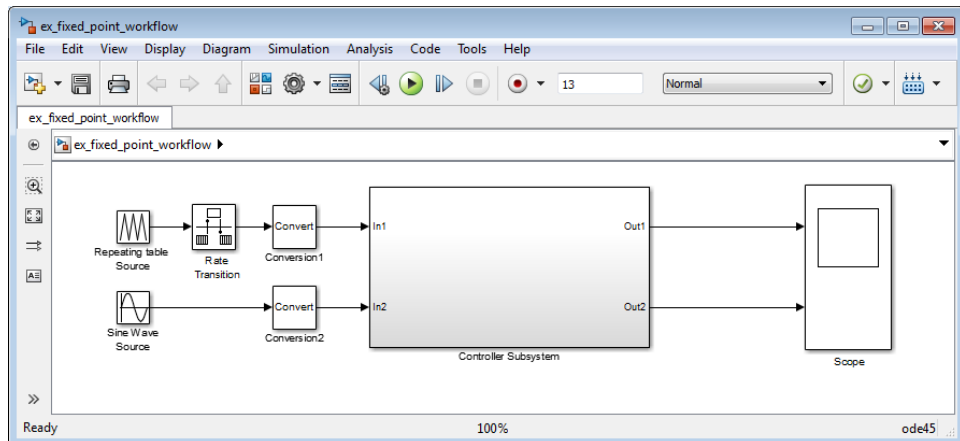 ex_fixed_point_workflow
File Edit View Display Diagram Simulation Analysis Code Tools Help
13 Normal
ex_fixed_point_workflow
ex_fixed_point_workflow
Repeating table
Source
Rate
Transition
Convert
Conversion1
In1
Out1
Sine Wave
Source
Convert
Conversion2
In2
Out2
Controller Subsystem
Scope
A
Ready 100% ode45